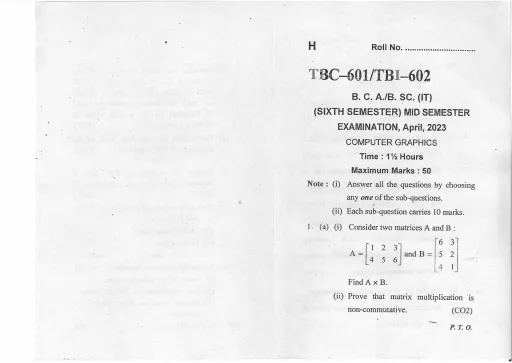 H Roll No. ..............................
TBC–601/TBI–602
B. C. A./B. SC. (IT)
(SIXTH SEMESTER) MID SEMESTER
EXAMINATION, April, 2023
COMPUTER GRAPHICS
Time : 1½ Hours
Maximum Marks : 50
Note : (i) Answer all the questions by choosing
any one of the sub-questions.
(ii) Each sub-question carries 10 marks.
1. (a) (i) Consider two matrices A and B :
A = [1 2 3 / 4 5 6] and B = [6 3 / 5 2 / 4 1]
Find A × B.
(ii) Prove that matrix multiplication is
non-commutative. (CO2)
P. T. O.